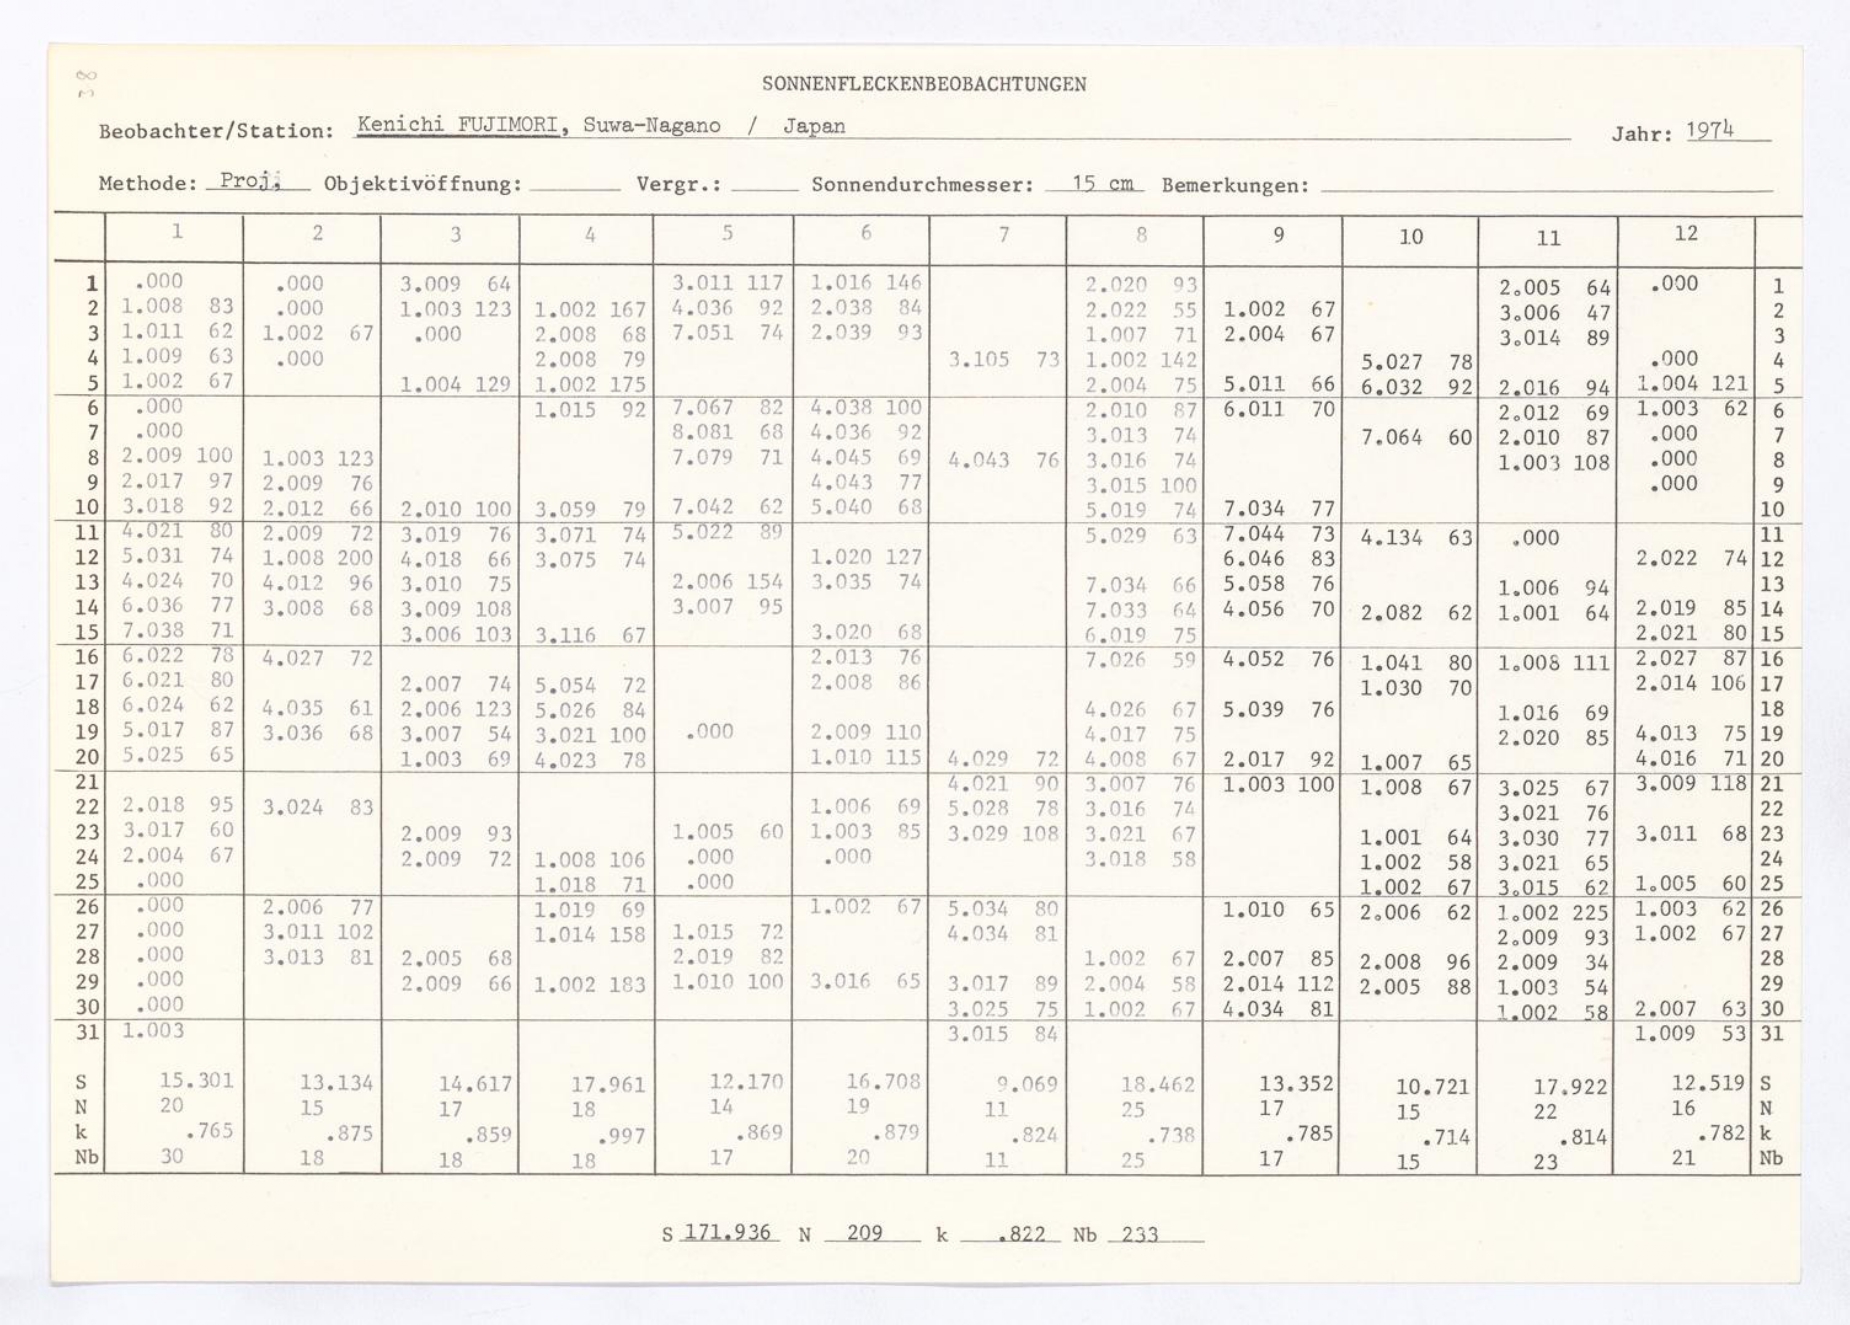 38
SONNENFLECKENBEOBACHTUNGEN
Beobachter/Station: Kenichi FUJIMORI, Suwa-Nagano / Japan Jahr: 1974
Methode: Proj. Objektivöffnung: Vergr.: Sonnendurchmesser: 15 cm Bemerkungen:
1 2 3 4 5 6 7 8 9 10 11 12
1 .000 .000 3.009 64 3.011 117 1.016 146 2.020 93 2.005 64 .000 1
2 1.008 83 .000 1.003 123 1.002 167 4.036 92 2.038 84 2.022 55 1.002 67 3.006 47 2
3 1.011 62 1.002 67 .000 2.008 68 7.051 74 2.039 93 1.007 71 2.004 67 3.014 89 3
4 1.009 63 .000 2.008 79 3.105 73 1.002 142 5.027 78 .000 4
5 1.002 67 1.004 129 1.002 175 2.004 75 5.011 66 6.032 92 2.016 94 1.004 121 5
6 .000 1.015 92 7.067 82 4.038 100 2.010 87 6.011 70 2.012 69 1.003 62 6
7 .000 8.081 68 4.036 92 3.013 74 7.064 60 2.010 87 .000 7
8 2.009 100 1.003 123 7.079 71 4.045 69 4.043 76 3.016 74 1.003 108 .000 8
9 2.017 97 2.009 76 4.043 77 3.015 100 .000 9
10 3.018 92 2.012 66 2.010 100 3.059 79 7.042 62 5.040 68 5.019 74 7.034 77 10
11 4.021 80 2.009 72 3.019 76 3.071 74 5.022 89 5.029 63 7.044 73 4.134 63 .000 11
12 5.031 74 1.008 200 4.018 66 3.075 74 1.020 127 6.046 83 2.022 74 12
13 4.024 70 4.012 96 3.010 75 2.006 154 3.035 74 7.034 66 5.058 76 1.006 94 13
14 6.036 77 3.008 68 3.009 108 3.007 95 7.033 64 4.056 70 2.082 62 1.001 64 2.019 85 14
15 7.038 71 3.006 103 3.116 67 3.020 68 6.019 75 2.021 80 15
16 6.022 78 4.027 72 2.013 76 7.026 59 4.052 76 1.041 80 1.008 111 2.027 87 16
17 6.021 80 2.007 74 5.054 72 2.008 86 1.030 70 2.014 106 17
18 6.024 62 4.035 61 2.006 123 5.026 84 4.026 67 5.039 76 1.016 69 18
19 5.017 87 3.036 68 3.007 54 3.021 100 .000 2.009 110 4.017 75 2.020 85 4.013 75 19
20 5.025 65 1.003 69 4.023 78 1.010 115 4.029 72 4.008 67 2.017 92 1.007 65 4.016 71 20
21 4.021 90 3.007 76 1.003 100 1.008 67 3.025 67 3.009 118 21
22 2.018 95 3.024 83 1.006 69 5.028 78 3.016 74 3.021 76 22
23 3.017 60 2.009 93 1.005 60 1.003 85 3.029 108 3.021 67 1.001 64 3.030 77 3.011 68 23
24 2.004 67 2.009 72 1.008 106 .000 .000 3.018 58 1.002 58 3.021 65 24
25 .000 1.018 71 .000 1.002 67 3.015 62 1.005 60 25
26 .000 2.006 77 1.019 69 1.002 67 5.034 80 1.010 65 2.006 62 1.002 225 1.003 62 26
27 .000 3.011 102 1.014 158 1.015 72 4.034 81 2.009 93 1.002 67 27
28 .000 3.013 81 2.005 68 2.019 82 1.002 67 2.007 85 2.008 96 2.009 34 28
29 .000 2.009 66 1.002 183 1.010 100 3.016 65 3.017 89 2.004 58 2.014 112 2.005 88 1.003 54 29
30 .000 3.025 75 1.002 67 4.034 81 1.002 58 2.007 63 30
31 1.003 3.015 84 1.009 53 31
S 15.301 13.134 14.617 17.961 12.170 16.708 9.069 18.462 13.352 10.721 17.922 12.519 S
N 20 15 17 18 14 19 11 25 17 15 22 16 N
k .765 .875 .859 .997 .869 .879 .824 .738 .785 .714 .814 .782 k
Nb 30 18 18 18 17 20 11 25 17 15 23 21 Nb
S 171.936 N 209 k .822 Nb 233